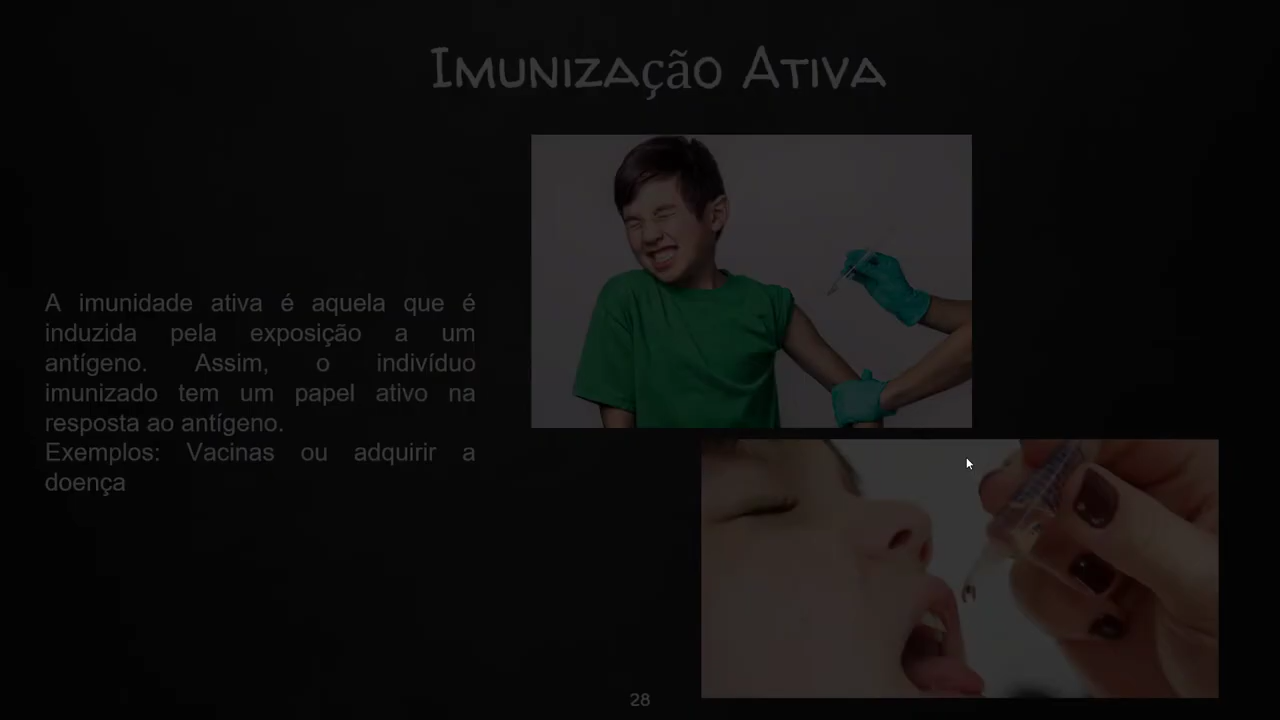 Imunização Ativa
A imunidade ativa é aquela que é
induzida pela exposição a um
antígeno. Assim, o indivíduo
imunizado tem um papel ativo na
resposta ao antígeno.
Exemplos: Vacinas ou adquirir a
doença
28